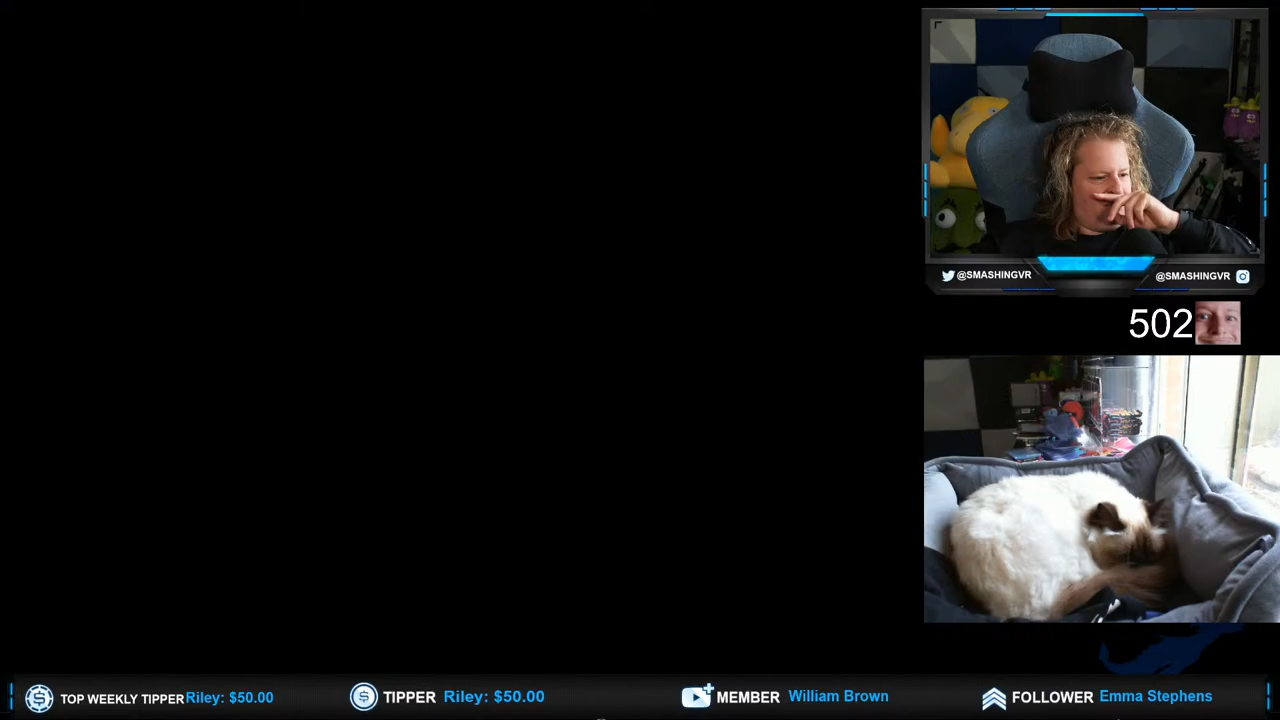 @SMASHINGVR @SMASHINGVR
502
TOP WEEKLY TIPPER Riley: $50.00 TIPPER Riley: $50.00 MEMBER William Brown FOLLOWER Emma Stephens